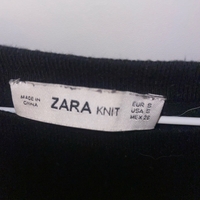 MADE IN
CHINA
ZARA KNIT
EUR S
USA S
MEX 26